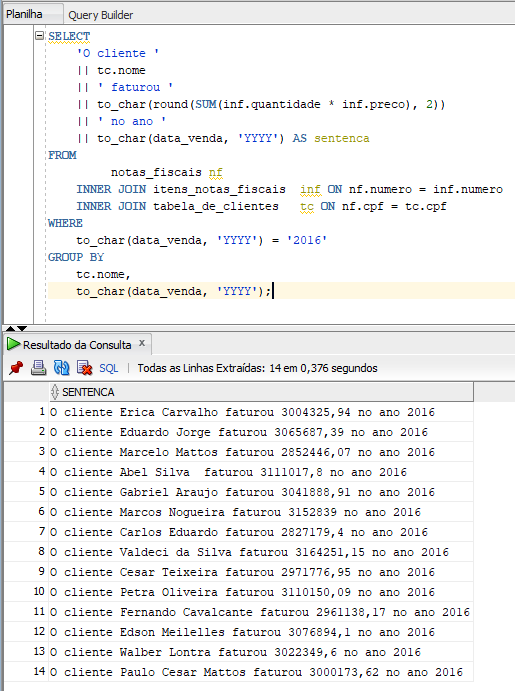 Planilha Query Builder
SELECT
'O cliente '
|| tc.nome
|| ' faturou '
|| to_char(round(SUM(inf.quantidade * inf.preco), 2))
|| ' no ano '
|| to_char(data_venda, 'YYYY') AS sentenca
FROM
notas_fiscais nf
INNER JOIN itens_notas_fiscais inf ON nf.numero = inf.numero
INNER JOIN tabela_de_clientes tc ON nf.cpf = tc.cpf
WHERE
to_char(data_venda, 'YYYY') = '2016'
GROUP BY
tc.nome,
to_char(data_venda, 'YYYY');
Resultado da Consulta x
SQL | Todas as Linhas Extraídas: 14 em 0,376 segundos
SENTENCA
1 O cliente Erica Carvalho faturou 3004325,94 no ano 2016
2 O cliente Eduardo Jorge faturou 3065687,39 no ano 2016
3 O cliente Marcelo Mattos faturou 2852446,07 no ano 2016
4 O cliente Abel Silva  faturou 3111017,8 no ano 2016
5 O cliente Gabriel Araujo faturou 3041888,91 no ano 2016
6 O cliente Marcos Nogueira faturou 3152839 no ano 2016
7 O cliente Carlos Eduardo faturou 2827179,4 no ano 2016
8 O cliente Valdeci da Silva faturou 3164251,15 no ano 2016
9 O cliente Cesar Teixeira faturou 2971776,95 no ano 2016
10 O cliente Petra Oliveira faturou 3110150,09 no ano 2016
11 O cliente Fernando Cavalcante faturou 2961138,17 no ano 2016
12 O cliente Edson Meilelles faturou 3076894,1 no ano 2016
13 O cliente Walber Lontra faturou 3022349,6 no ano 2016
14 O cliente Paulo Cesar Mattos faturou 3000173,62 no ano 2016